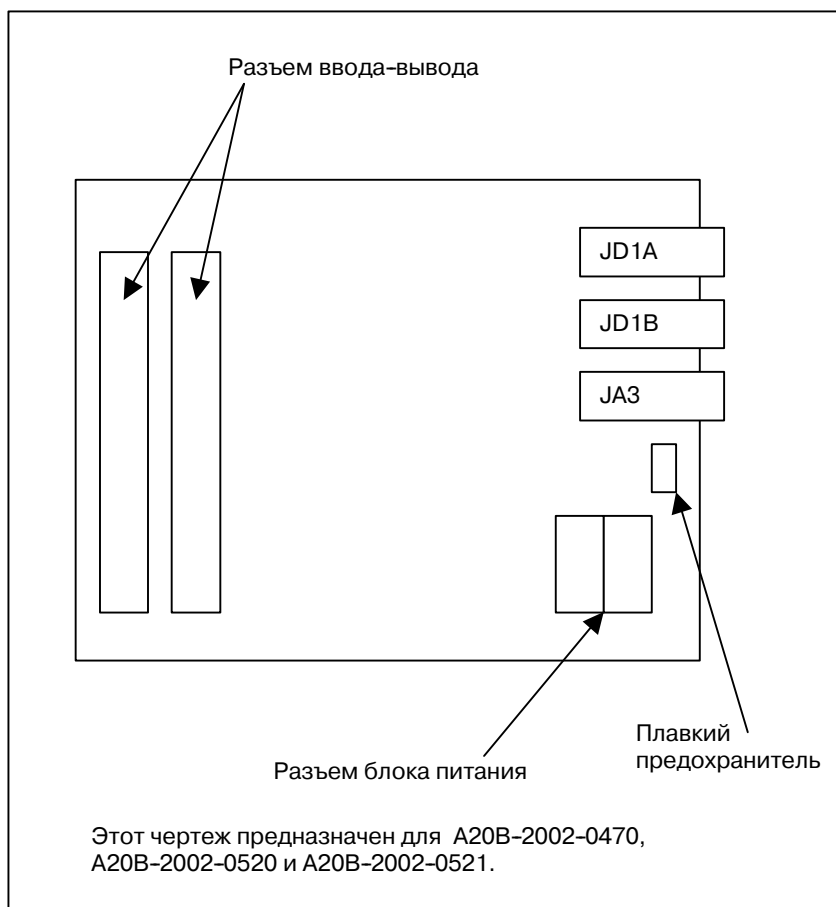 Разъем ввода-вывода
JD1A
JD1B
JA3
Плавкий
предохранитель
Разъем блока питания
Этот чертеж предназначен для A20B-2002-0470,
A20B-2002-0520 и A20B-2002-0521.